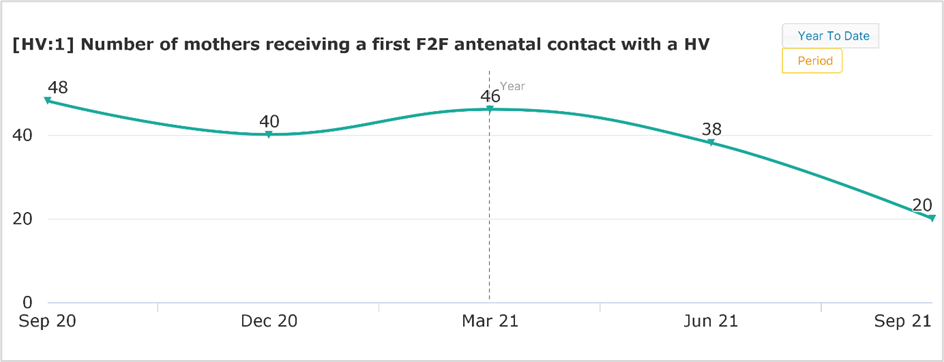 [HV:1] Number of mothers receiving a first F2F antenatal contact with a HV
Year To Date
Period
Year
48
40
46
38
20
40
20
0
Sep 20 Dec 20 Mar 21 Jun 21 Sep 21